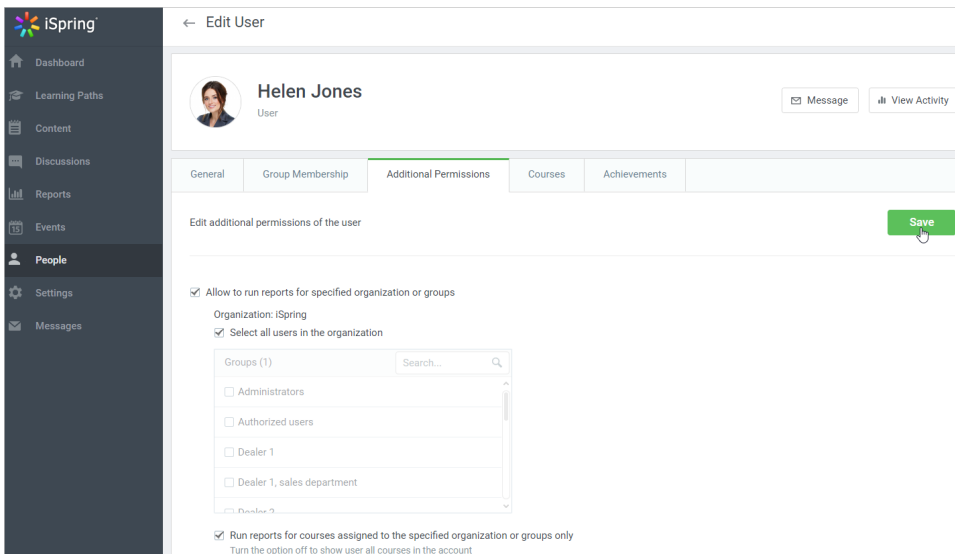 iSpring
Dashboard
Learning Paths
Content
Discussions
Reports
15
Events
People
Settings
Messages
← Edit User
Helen Jones
User
Message
View Activity
General
Group Membership
Additional Permissions
Courses
Achievements
Edit additional permissions of the user
Save
Allow to run reports for specified organization or groups
Organization: iSpring
Select all users in the organization
Groups (1)
Search...
Administrators
Authorized users
Dealer 1
Dealer 1, sales department
Dealer 2
Run reports for courses assigned to the specified organization or groups only
Turn the option off to show user all courses in the account